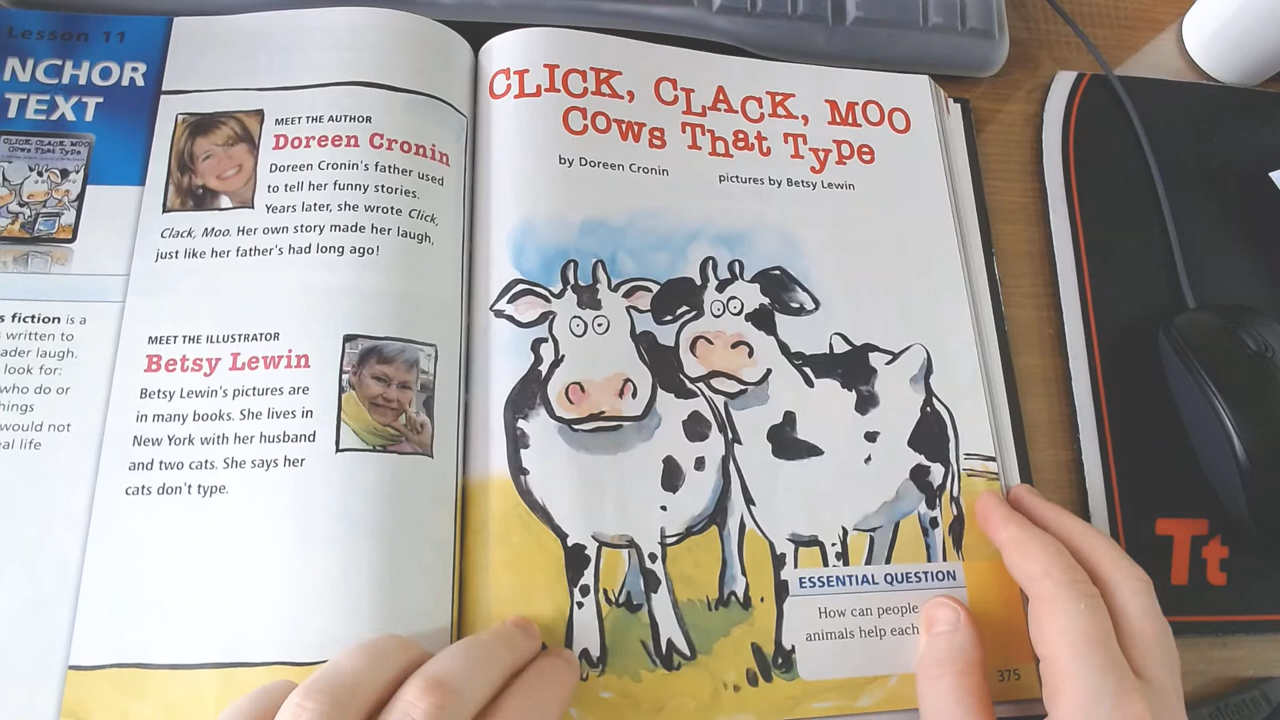 Lesson 11
NCHOR
TEXT
CLICK, CLACK, MOO
Cows That Type
s fiction is a
written to
ader laugh.
look for:
who do or
hings
would not
al life
MEET THE AUTHOR
Doreen Cronin
Doreen Cronin's father used
to tell her funny stories.
Years later, she wrote Click,
Clack, Moo. Her own story made her laugh,
just like her father's had long ago!
MEET THE ILLUSTRATOR
Betsy Lewin
Betsy Lewin's pictures are
in many books. She lives in
New York with her husband
and two cats. She says her
cats don't type.
CLICK, CLACK, MOO
Cows That Type
by Doreen Cronin
pictures by Betsy Lewin
ESSENTIAL QUESTION
How can people
animals help each
375
Tt